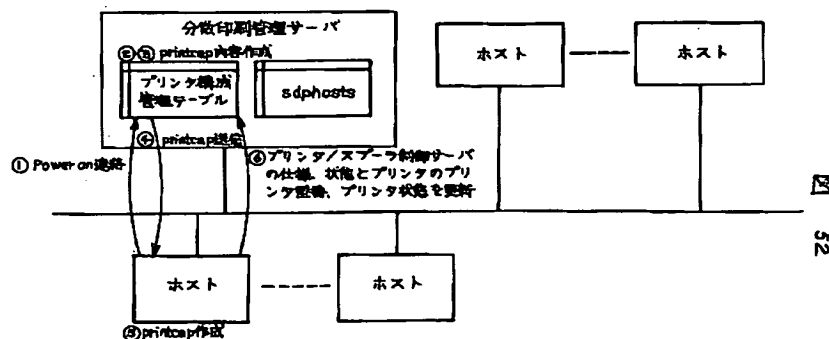 分散印刷管理サーバ
②③ printcap内容作成
プリンタ構成
管理テーブル
sdphosts
④ printcap送信
① Power on連絡
⑥プリンタ/スプーラ制御サーバ
の仕様、状態とプリンタのプリ
ンタ型番、プリンタ状態を更新
ホスト
ホスト
ホスト
ホスト
⑤printcap作成
図 52